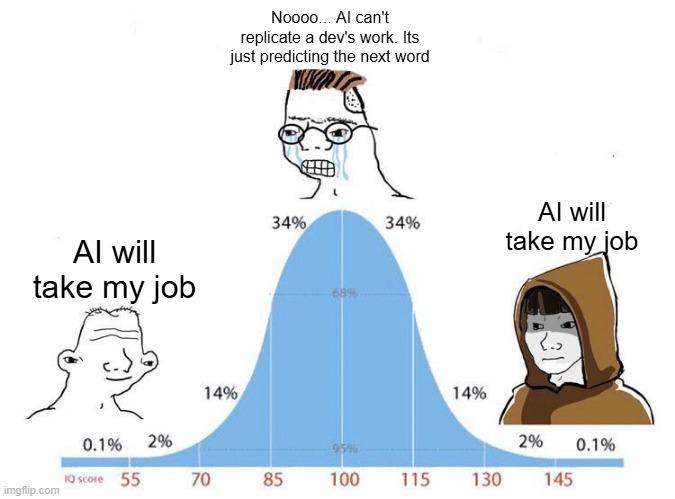 Noooo... AI can't
replicate a dev's work. Its
just predicting the next word
AI will
take my job
AI will
take my job
34% 34%
68%
14% 14%
95%
0.1% 2% 2% 0.1%
IQ score 55 70 85 100 115 130 145
imgflip.com